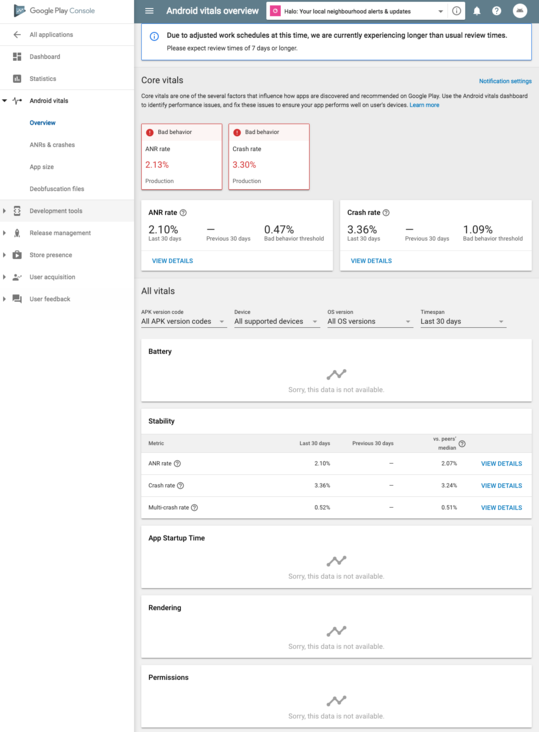 Google Play Console
Android vitals overview
Halo: Your local neighbourhood alerts & updates
All applications
Dashboard
Statistics
Android vitals
Overview
ANRs & crashes
App size
Deobfuscation files
Development tools
Release management
Store presence
User acquisition
User feedback
Due to adjusted work schedules at this time, we are currently experiencing longer than usual review times.
Please expect review times of 7 days or longer.
Core vitals
Notification settings
Core vitals are one of the several factors that influence how apps are discovered and recommended on Google Play. Use the Android vitals dashboard
to identify performance issues, and fix these issues to ensure your app performs well on user's devices. Learn more
Bad behavior
ANR rate
2.13%
Production
Bad behavior
Crash rate
3.30%
Production
ANR rate
2.10% — 0.47%
Last 30 days Previous 30 days Bad behavior threshold
VIEW DETAILS
Crash rate
3.36% — 1.09%
Last 30 days Previous 30 days Bad behavior threshold
VIEW DETAILS
All vitals
APK version code Device OS version Timespan
All APK version codes All supported devices All OS versions Last 30 days
Battery
Sorry, this data is not available.
Stability
Metric Last 30 days Previous 30 days vs. peers' median
ANR rate 2.10% — 2.07% VIEW DETAILS
Crash rate 3.36% — 3.24% VIEW DETAILS
Multi-crash rate 0.52% — 0.51% VIEW DETAILS
App Startup Time
Sorry, this data is not available.
Rendering
Sorry, this data is not available.
Permissions
Sorry, this data is not available.